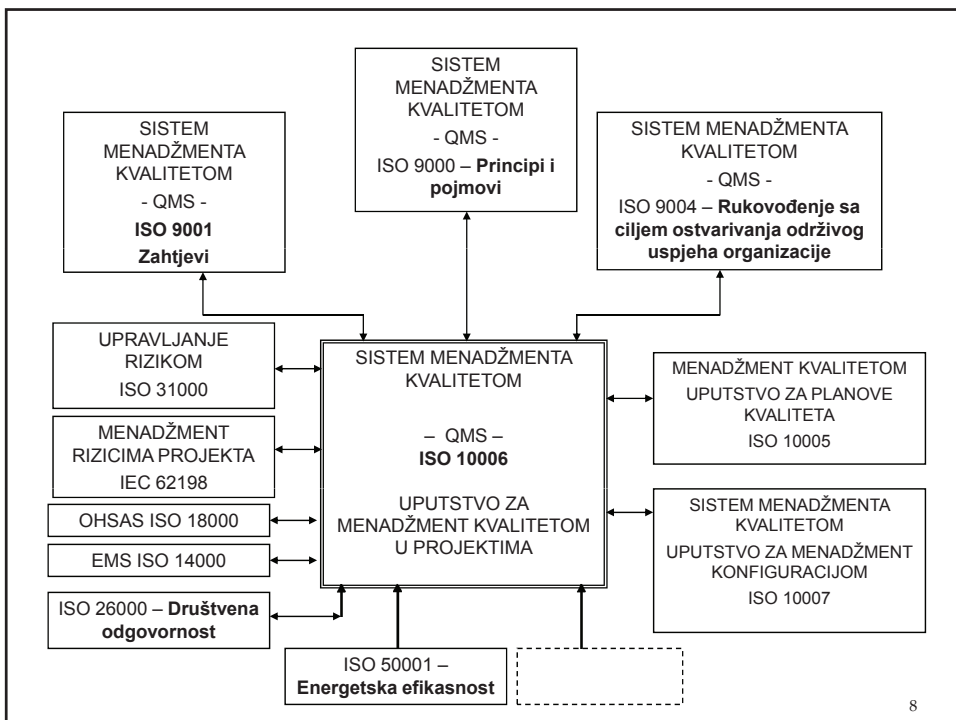 SISTEM
MENADŽMENTA
KVALITETOM
- QMS -
ISO 9001
Zahtjevi
SISTEM
MENADŽMENTA
KVALITETOM
- QMS -
ISO 9000 – Principi i
pojmovi
SISTEM MENADŽMENTA
KVALITETOM
- QMS -
ISO 9004 – Rukovođenje sa
ciljem ostvarivanja održivog
uspjeha organizacije
UPRAVLJANJE
RIZIKOM
ISO 31000
MENADŽMENT
RIZICIMA PROJEKTA
IEC 62198
OHSAS ISO 18000
EMS ISO 14000
ISO 26000 – Društvena
odgovornost
SISTEM MENADŽMENTA
KVALITETOM
– QMS –
ISO 10006
UPUTSTVO ZA
MENADŽMENT KVALITETOM
U PROJEKTIMA
MENADŽMENT KVALITETOM
UPUTSTVO ZA PLANOVE
KVALITETA
ISO 10005
SISTEM MENADŽMENTA
KVALITETOM
UPUTSTVO ZA MENADŽMENT
KONFIGURACIJOM
ISO 10007
ISO 50001 –
Energetska efikasnost
8